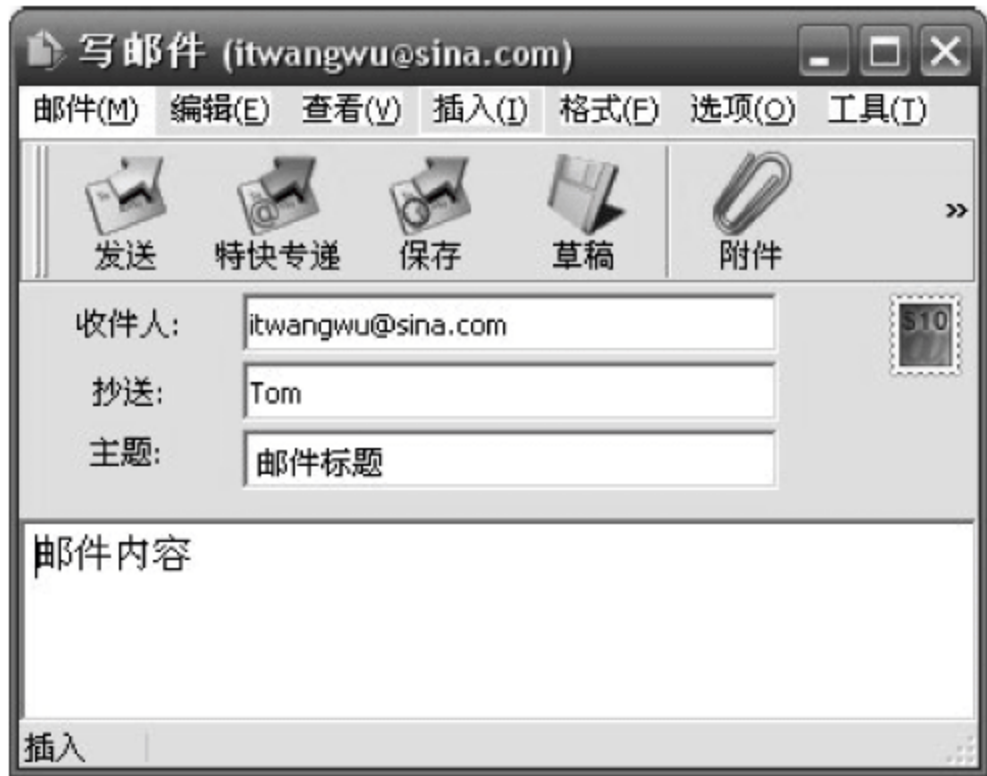 写邮件 (itwangwu@sina.com)
邮件(M) 编辑(E) 查看(V) 插入(I) 格式(F) 选项(O) 工具(T)
发送 特快专递 保存 草稿 附件 »
收件人: itwangwu@sina.com
$10
抄送: Tom
主题: 邮件标题
邮件内容
插入